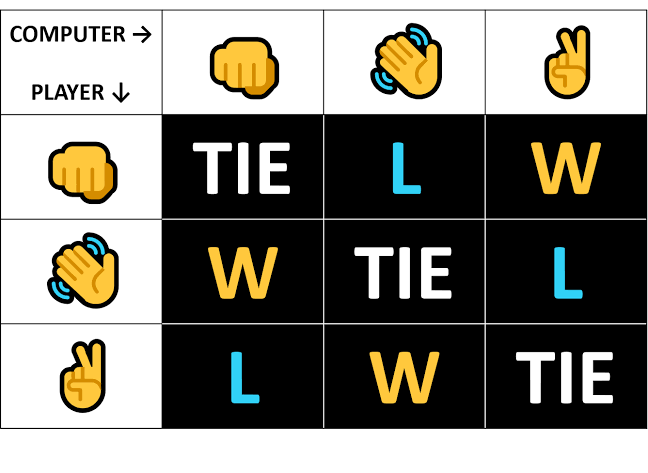 COMPUTER →
PLAYER ↓
TIE L W
W TIE L
L W TIE